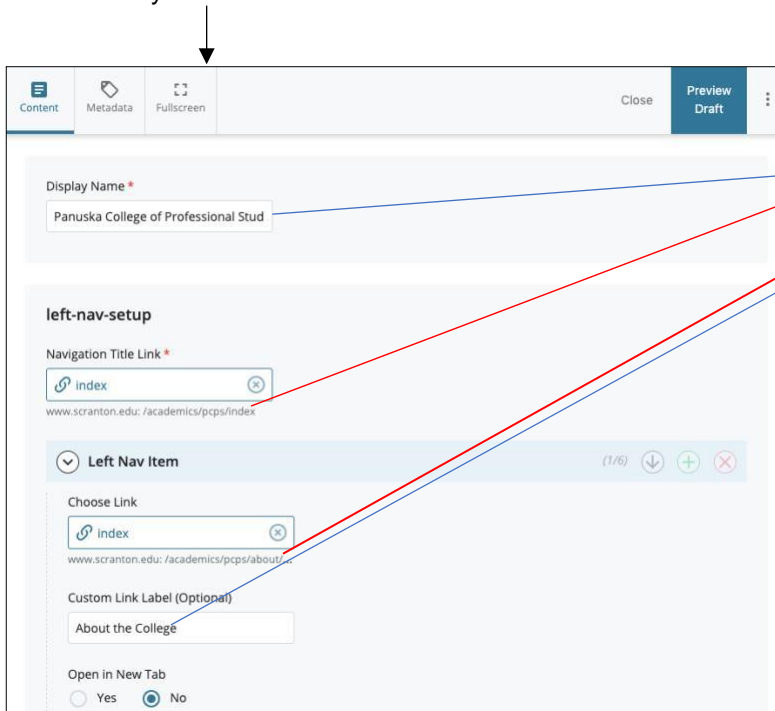 Content Metadata Fullscreen Close Preview Draft
Display Name *
Panuska College of Professional Stud
left-nav-setup
Navigation Title Link *
index
www.scranton.edu: /academics/pcps/index
Left Nav Item (1/6)
Choose Link
index
www.scranton.edu: /academics/pcps/about/...
Custom Link Label (Optional)
About the College
Open in New Tab
Yes No